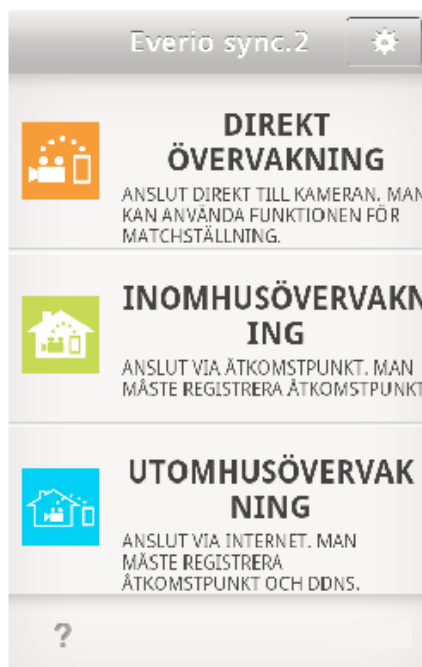 Everio sync.2
DIREKT
ÖVERVAKNING
ANSLUT DIREKT TILL KAMERAN. MAN
KAN ANVÄNDA FUNKTIONEN FÖR
MATCHSTÄLLNING.
INOMHUSÖVERVAKN
ING
ANSLUT VIA ÅTKOMSTPUNKT. MAN
MÅSTE REGISTRERA ÅTKOMSTPUNKT
UTOMHUSÖVERVAK
NING
ANSLUT VIA INTERNET. MAN
MÅSTE REGISTRERA
ÅTKOMSTPUNKT OCH DDNS.
?